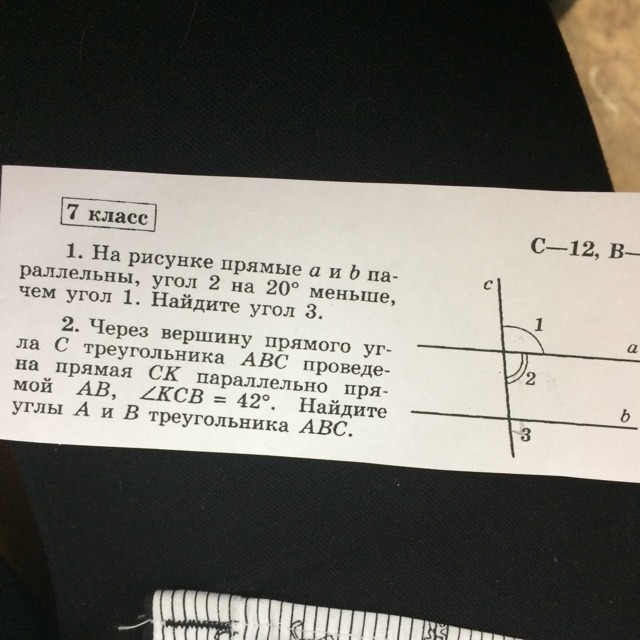 7 класс
С—12, В—
1. На рисунке прямые a и b па-
раллельны, угол 2 на 20° меньше,
чем угол 1. Найдите угол 3.
2. Через вершину прямого уг-
ла C треугольника ABC проведе-
на прямая CK параллельно пря-
мой AB, ∠KCB = 42°. Найдите
углы A и B треугольника ABC.
c
1
a
2
b
3